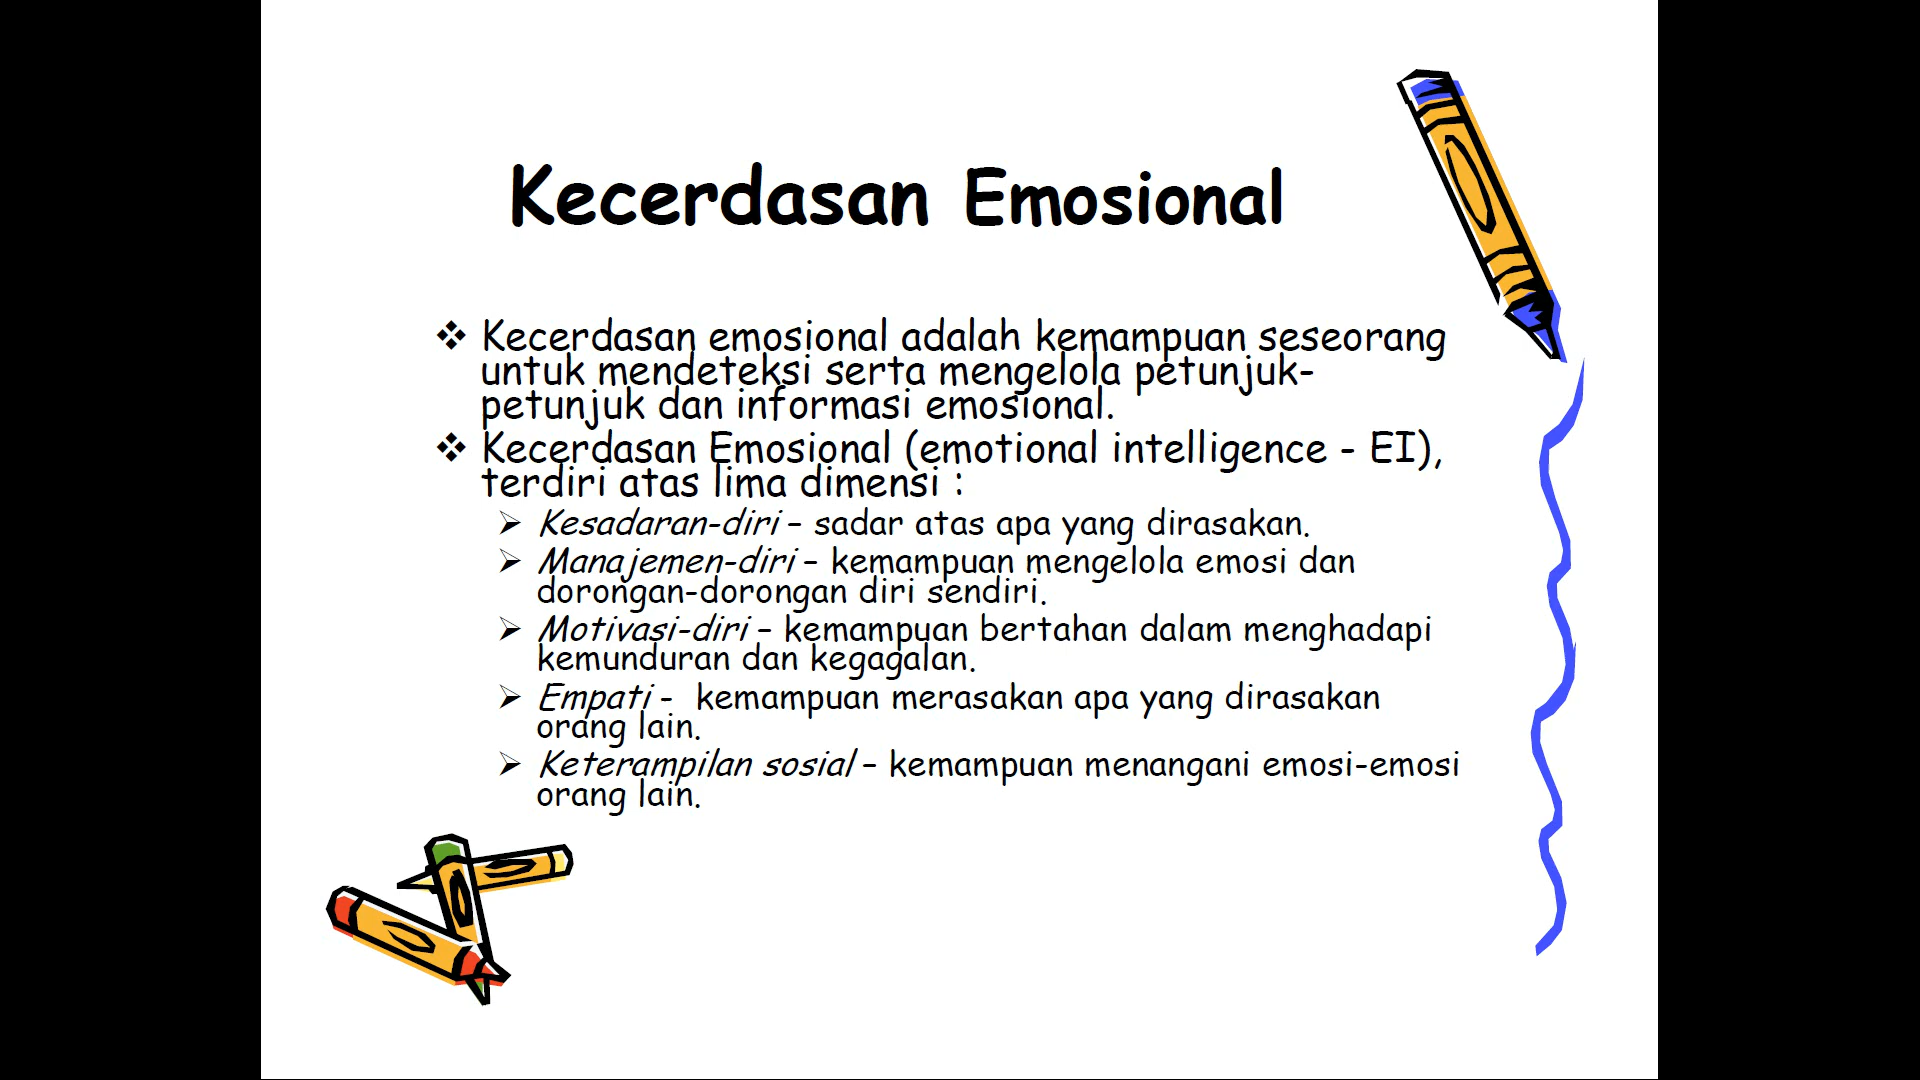 Kecerdasan Emosional
❖ Kecerdasan emosional adalah kemampuan seseorang
untuk mendeteksi serta mengelola petunjuk-
petunjuk dan informasi emosional.
❖ Kecerdasan Emosional (emotional intelligence - EI),
terdiri atas lima dimensi :
➢ Kesadaran-diri – sadar atas apa yang dirasakan.
➢ Manajemen-diri – kemampuan mengelola emosi dan
dorongan-dorongan diri sendiri.
➢ Motivasi-diri – kemampuan bertahan dalam menghadapi
kemunduran dan kegagalan.
➢ Empati - kemampuan merasakan apa yang dirasakan
orang lain.
➢ Keterampilan sosial – kemampuan menangani emosi-emosi
orang lain.